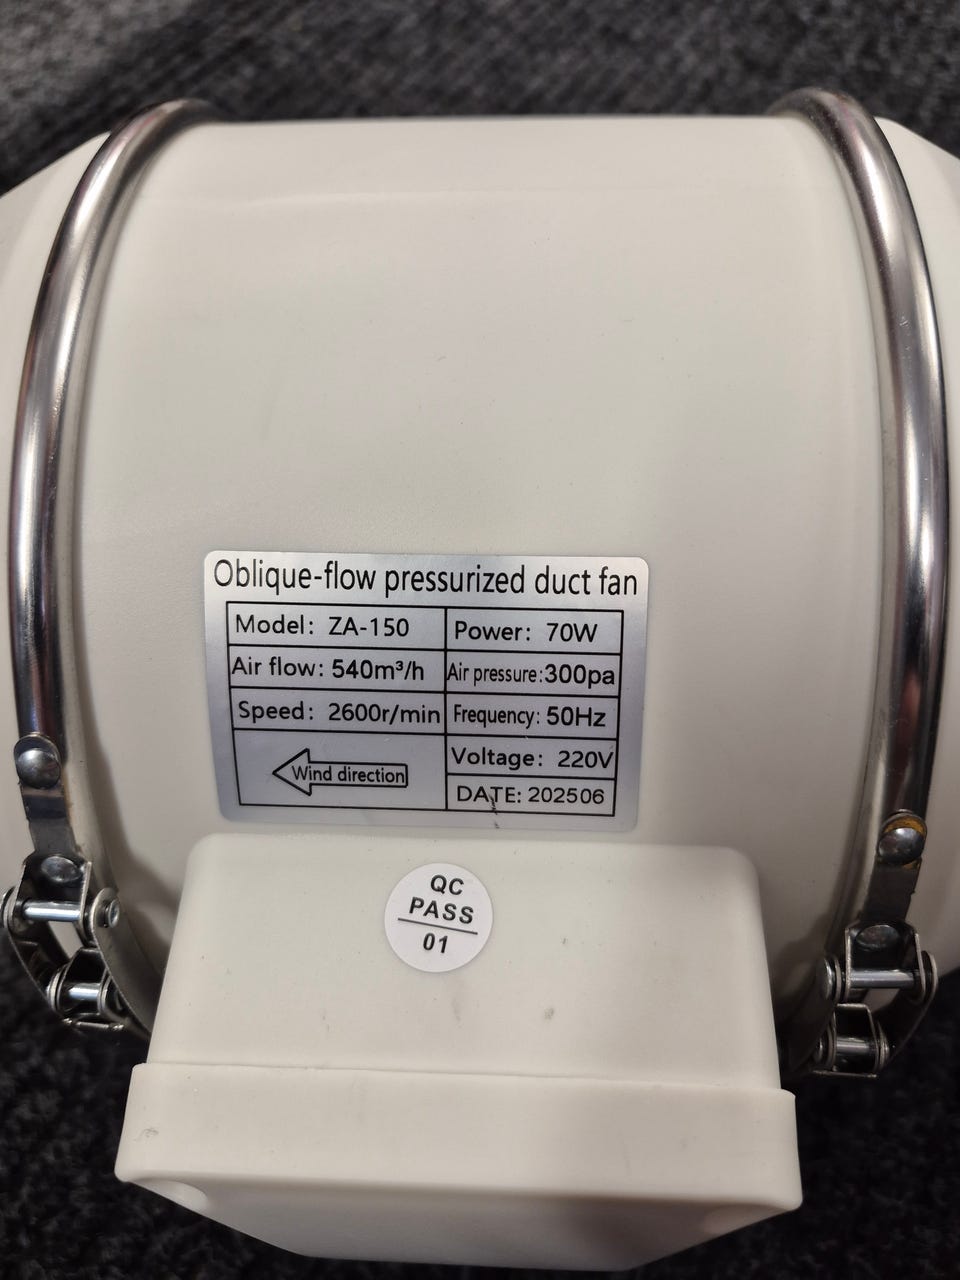 Oblique-flow pressurized duct fan
Model: ZA-150 Power: 70W
Air flow: 540m³/h Air pressure:300pa
Speed: 2600r/min Frequency: 50Hz
Wind direction Voltage: 220V
DATE: 202506
QC
PASS
01